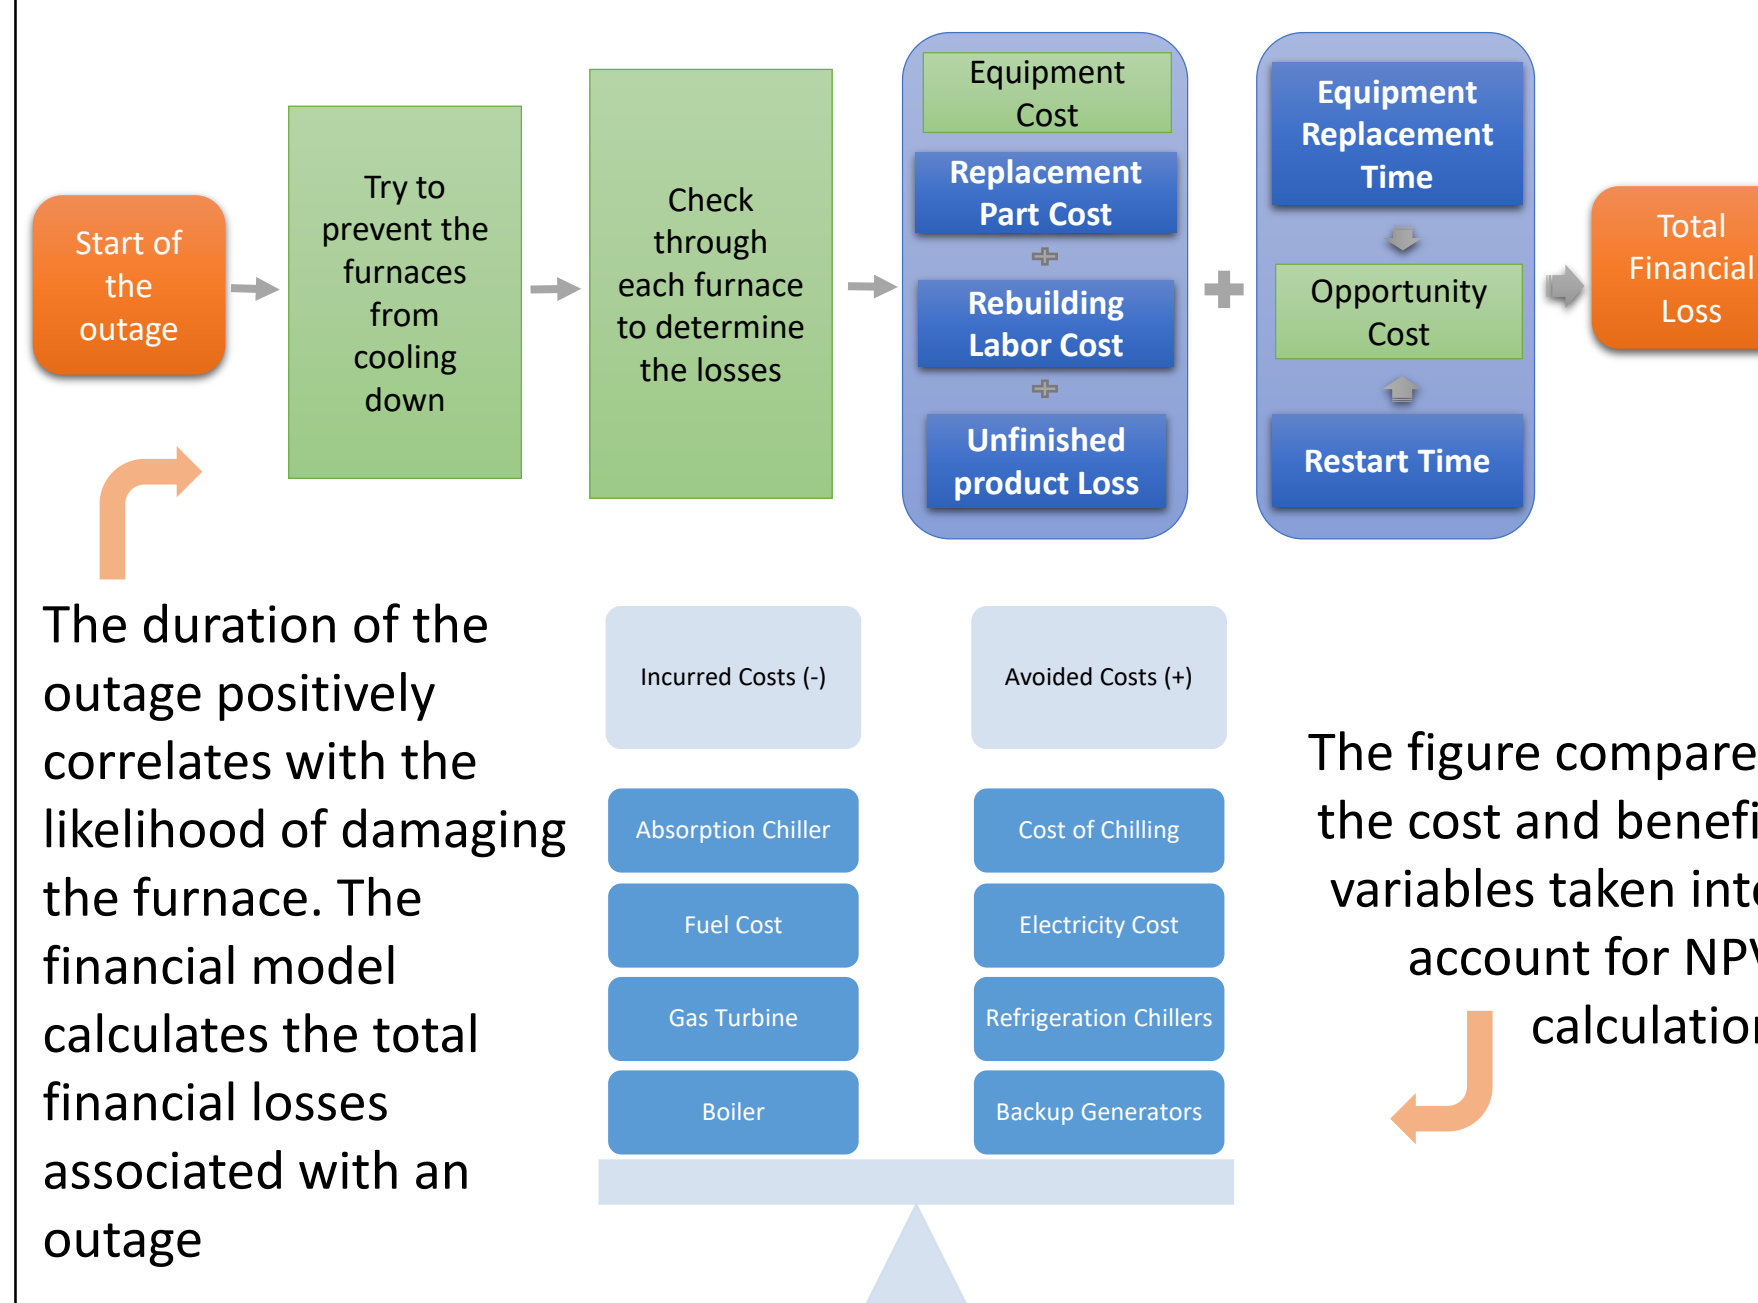 Start of
the
outage
Try to
prevent the
furnaces
from
cooling
down
Check
through
each furnace
to determine
the losses
Equipment
Cost
Replacement
Part Cost
Rebuilding
Labor Cost
Unfinished
product Loss
Equipment
Replacement
Time
Opportunity
Cost
Restart Time
Total
Financial
Loss
The duration of the
outage positively
correlates with the
likelihood of damaging
the furnace. The
financial model
calculates the total
financial losses
associated with an
outage
Incurred Costs (-)
Absorption Chiller
Fuel Cost
Gas Turbine
Boiler
Avoided Costs (+)
Cost of Chilling
Electricity Cost
Refrigeration Chillers
Backup Generators
The figure compare
the cost and benefi
variables taken int
account for NP
calculation